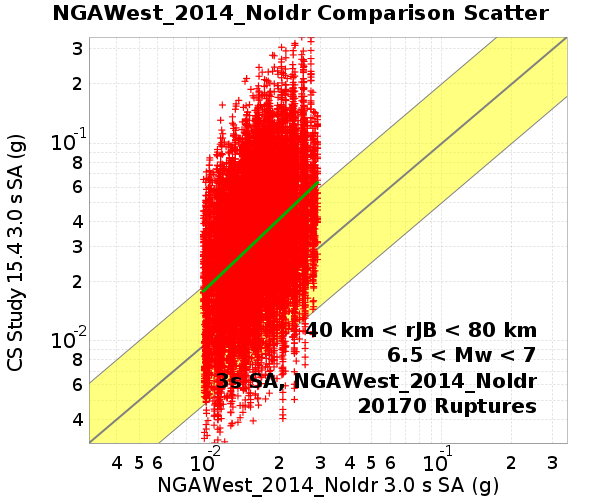 NGAWest_2014_NoIdr Comparison Scatter
CS Study 15.4 3.0 s SA (g)
3
2
10-1
8
6
4
3
2
10-2
8
6
4
40 km < rJB < 80 km
6.5 < Mw < 7
3s SA, NGAWest_2014_NoIdr
20170 Ruptures
4 5 6 10-2 2 3 4 5 6 10-1 2 3
NGAWest_2014_NoIdr 3.0 s SA (g)